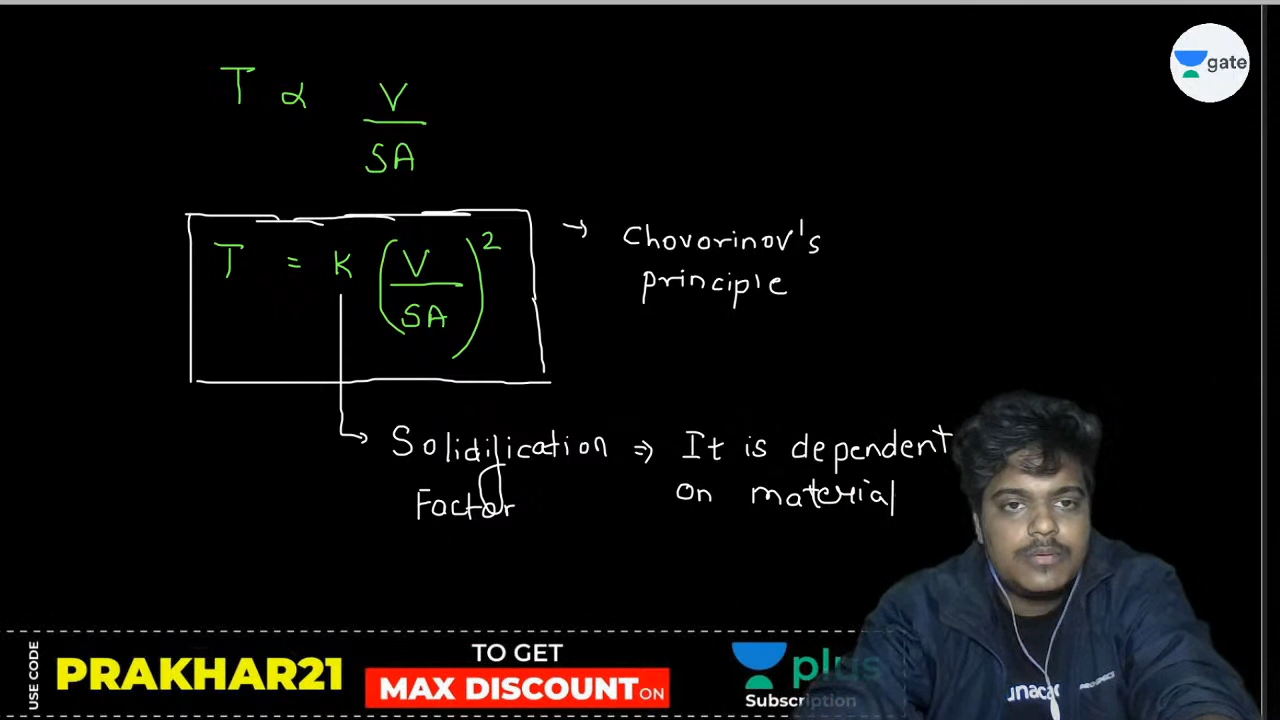 gate
T ∝ V
SA
T = K (V/SA)² → Chovorinov's
principle
Solidification ⇒ It is dependent
Factor on material
USE CODE
PRAKHAR21
TO GET
MAX DISCOUNT ON
plus
Subscription
unaca